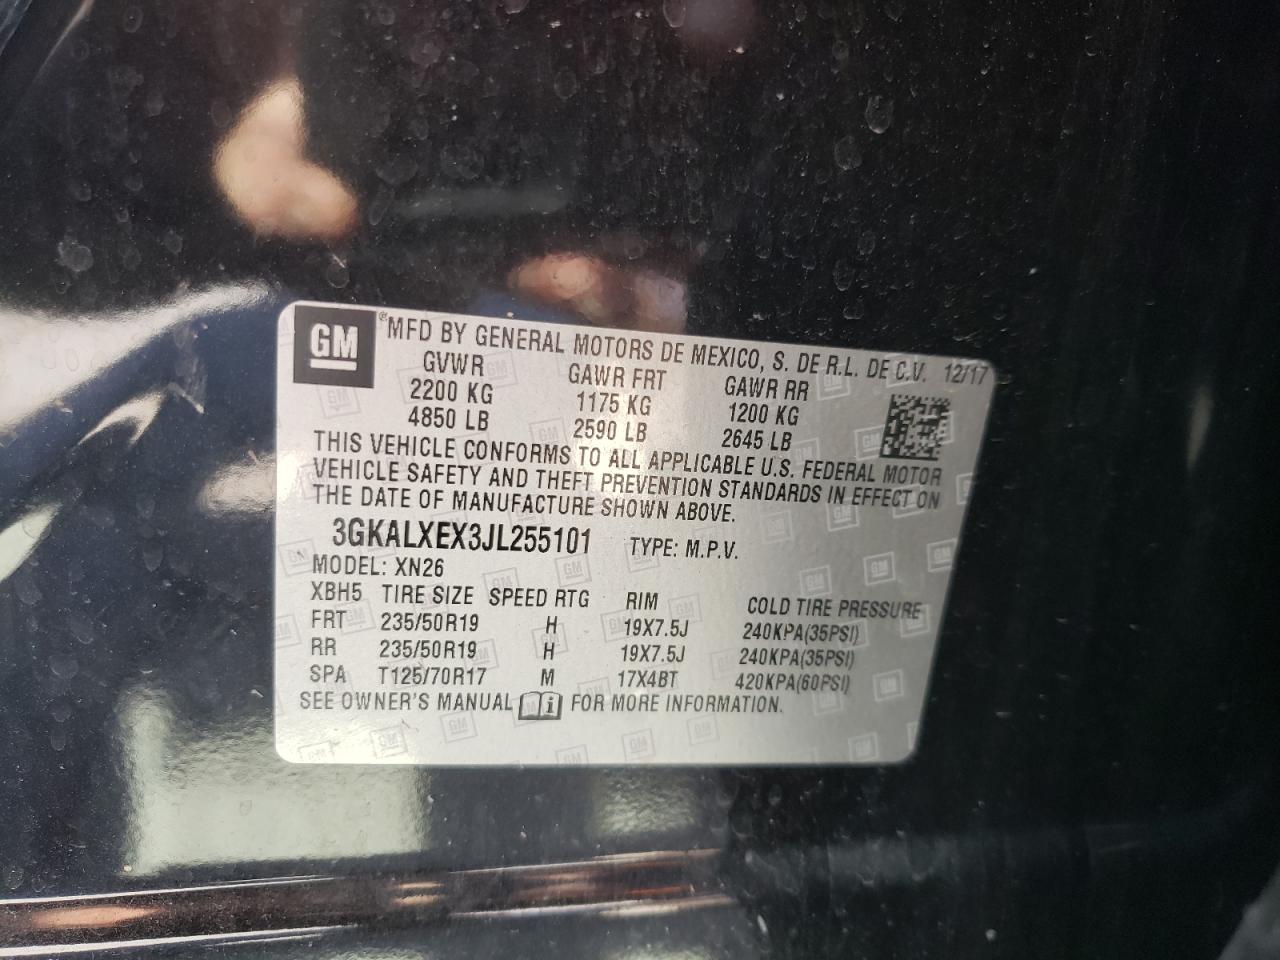 GM ® MFD BY GENERAL MOTORS DE MEXICO, S. DE R.L. DE C.V. 12/17
GVWR GAWR FRT GAWR RR
2200 KG 1175 KG 1200 KG
4850 LB 2590 LB 2645 LB
THIS VEHICLE CONFORMS TO ALL APPLICABLE U.S. FEDERAL MOTOR
VEHICLE SAFETY AND THEFT PREVENTION STANDARDS IN EFFECT ON
THE DATE OF MANUFACTURE SHOWN ABOVE.
3GKALXEX3JL255101 TYPE: M.P.V.
MODEL: XN26
XBH5 TIRE SIZE SPEED RTG RIM COLD TIRE PRESSURE
FRT 235/50R19 H 19X7.5J 240KPA(35PSI)
RR 235/50R19 H 19X7.5J 240KPA(35PSI)
SPA T125/70R17 M 17X4BT 420KPA(60PSI)
SEE OWNER'S MANUAL i FOR MORE INFORMATION.